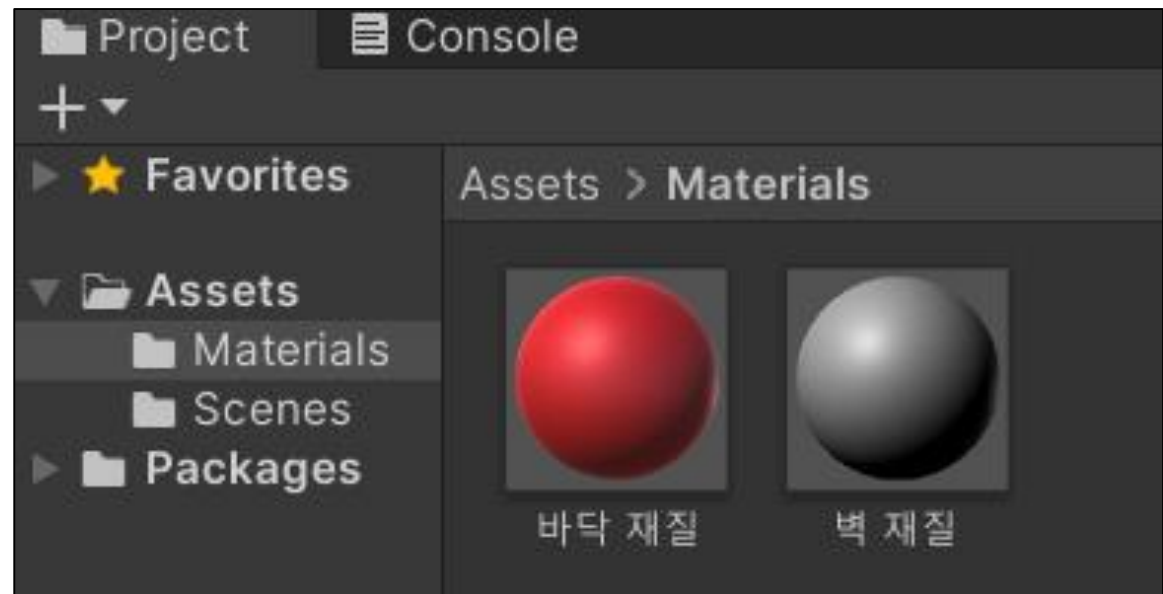 Project
Console
Favorites
Assets > Materials
Assets
Materials
Scenes
Packages
바닥 재질
벽 재질